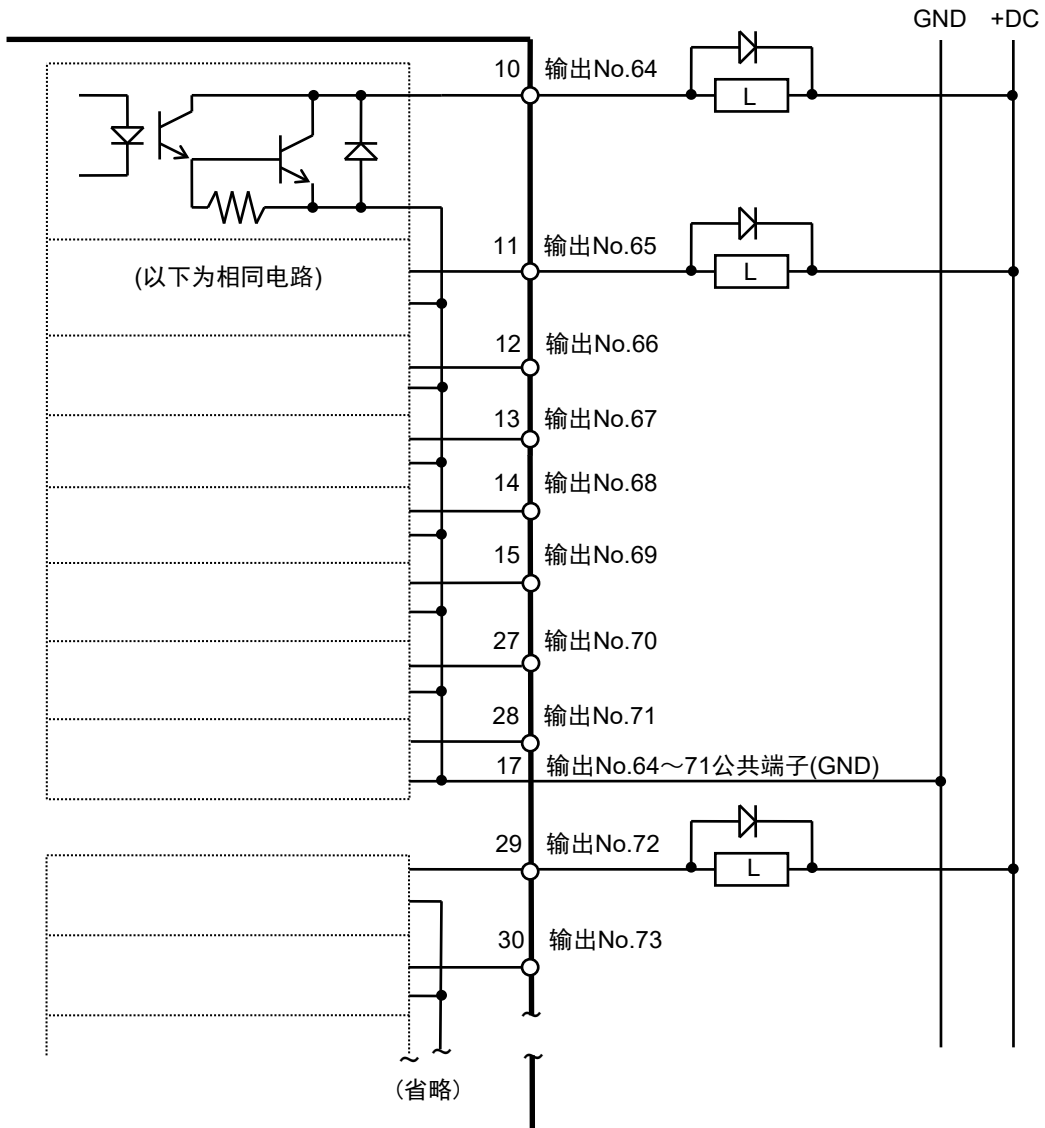 GND +DC
10 输出No.64
L
11 输出No.65
L
(以下为相同电路)
12 输出No.66
13 输出No.67
14 输出No.68
15 输出No.69
27 输出No.70
28 输出No.71
17 输出No.64～71公共端子(GND)
29 输出No.72
L
30 输出No.73
（省略）